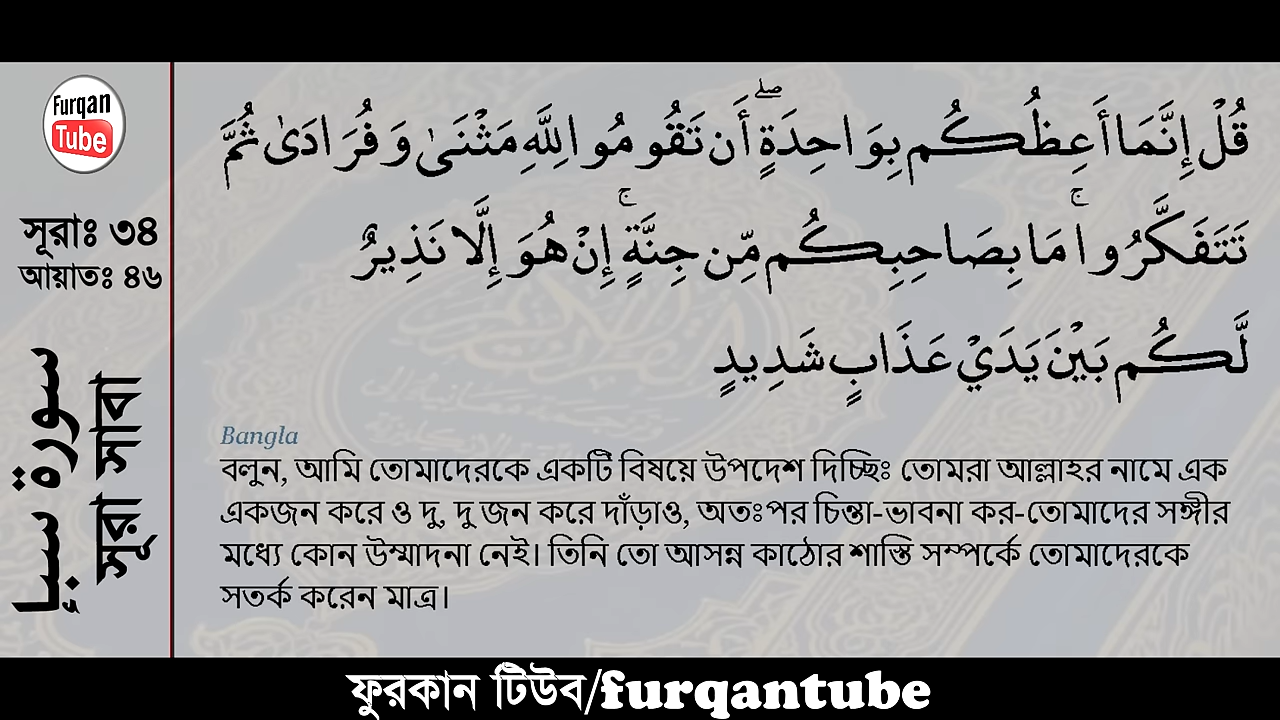 Furqan
Tube
সূরাঃ ৩৪
আয়াতঃ ৪৬
سورة سبإ
সূরা সাবা
قُلْ إِنَّمَا أَعِظُكُم بِوَاحِدَةٍ ۖ أَن تَقُومُوا لِلَّهِ مَثْنَىٰ وَفُرَادَىٰ ثُمَّ
تَتَفَكَّرُوا ۚ مَا بِصَاحِبِكُم مِّن جِنَّةٍ ۚ إِنْ هُوَ إِلَّا نَذِيرٌ
لَّكُم بَيْنَ يَدَيْ عَذَابٍ شَدِيدٍ
Bangla
বলুন, আমি তোমাদেরকে একটি বিষয়ে উপদেশ দিচ্ছিঃ তোমরা আল্লাহর নামে এক
একজন করে ও দু, দু জন করে দাঁড়াও, অতঃপর চিন্তা-ভাবনা কর-তোমাদের সঙ্গীর
মধ্যে কোন উম্মাদনা নেই। তিনি তো আসন্ন কাঠোর শাস্তি সম্পর্কে তোমাদেরকে
সতর্ক করেন মাত্র।
ফুরকান টিউব/furqantube